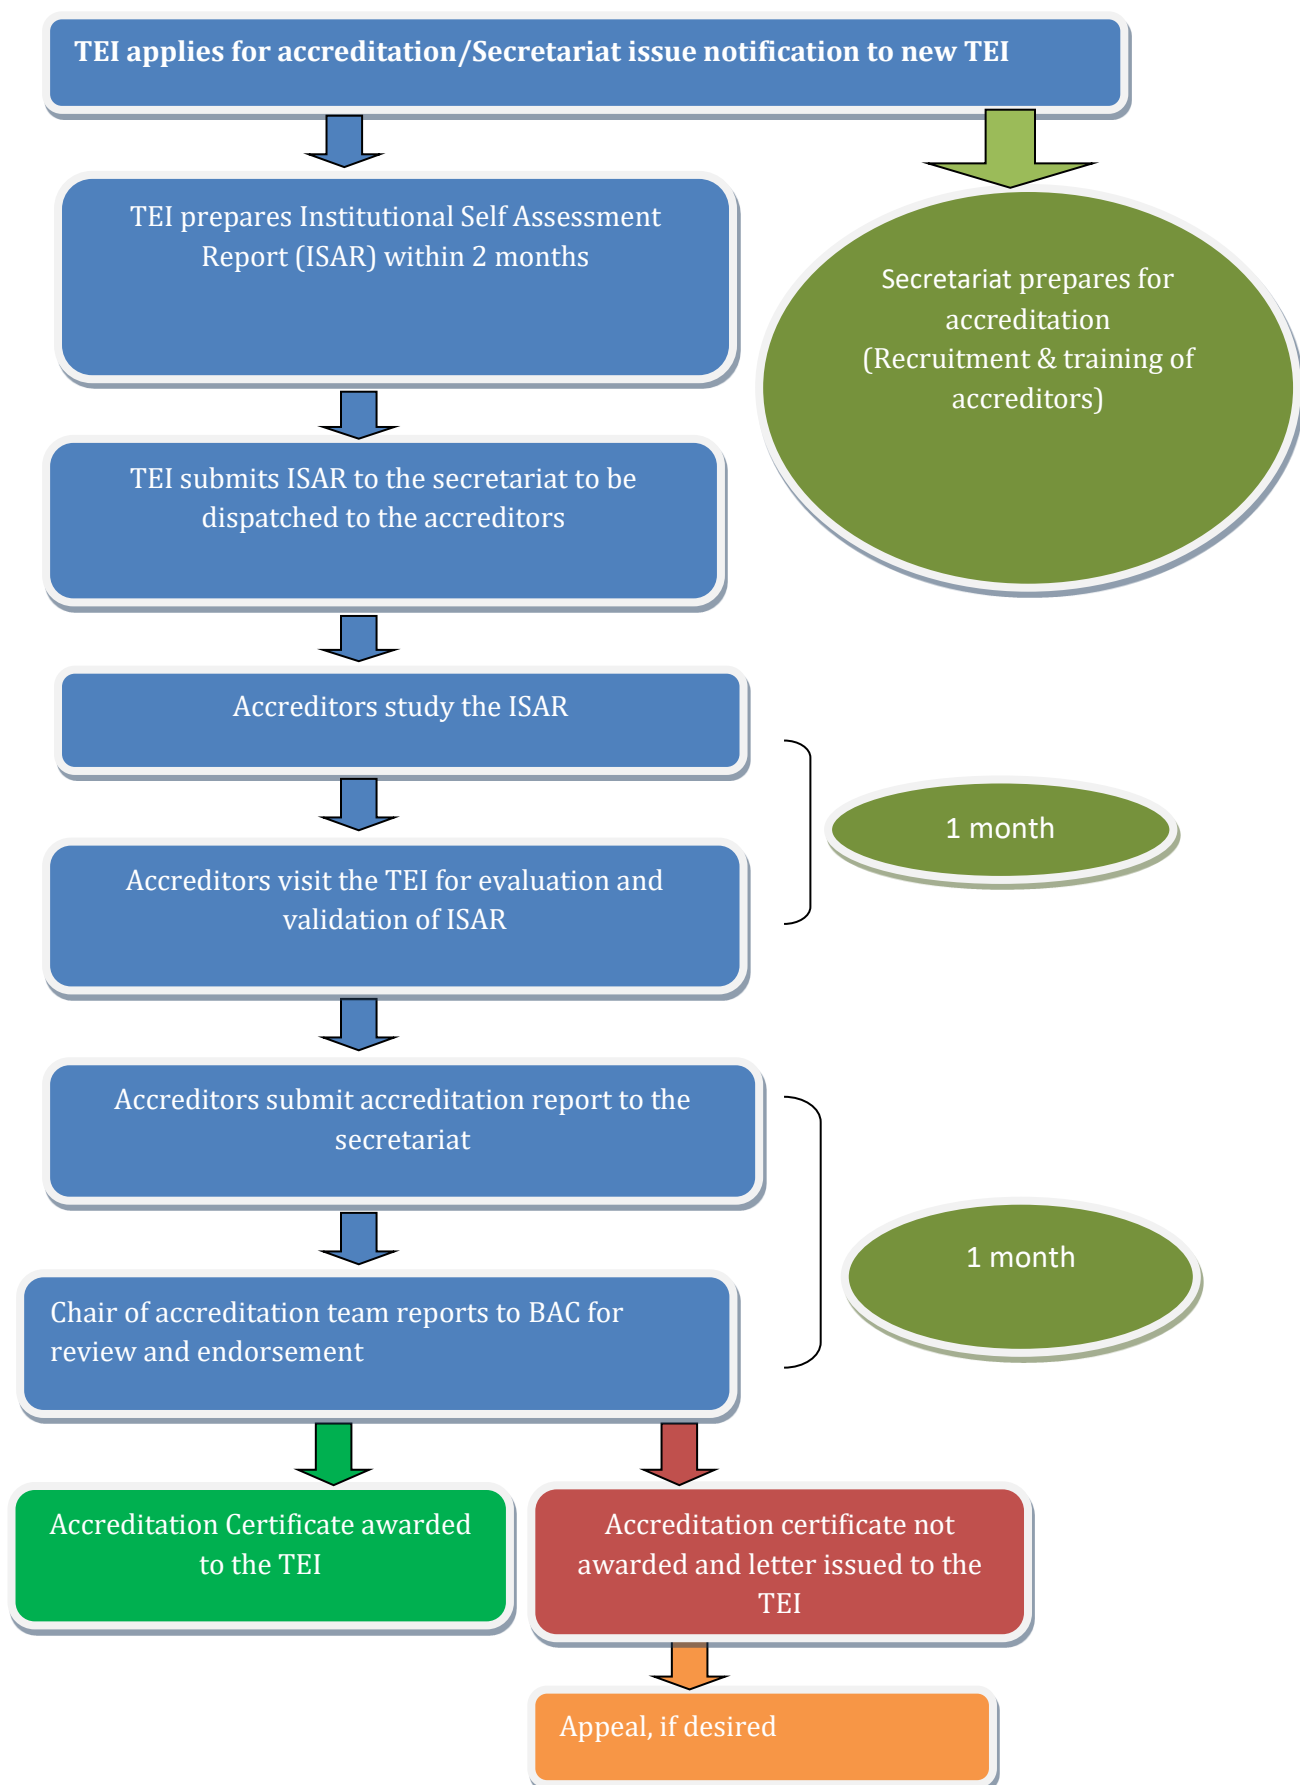 TEI applies for accreditation/Secretariat issue notification to new TEI
TEI prepares Institutional Self Assessment
Report (ISAR) within 2 months
Secretariat prepares for
accreditation
(Recruitment & training of
accreditors)
TEI submits ISAR to the secretariat to be
dispatched to the accreditors
Accreditors study the ISAR
1 month
Accreditors visit the TEI for evaluation and
validation of ISAR
Accreditors submit accreditation report to the
secretariat
1 month
Chair of accreditation team reports to BAC for
review and endorsement
Accreditation Certificate awarded
to the TEI
Accreditation certificate not
awarded and letter issued to the
TEI
Appeal, if desired